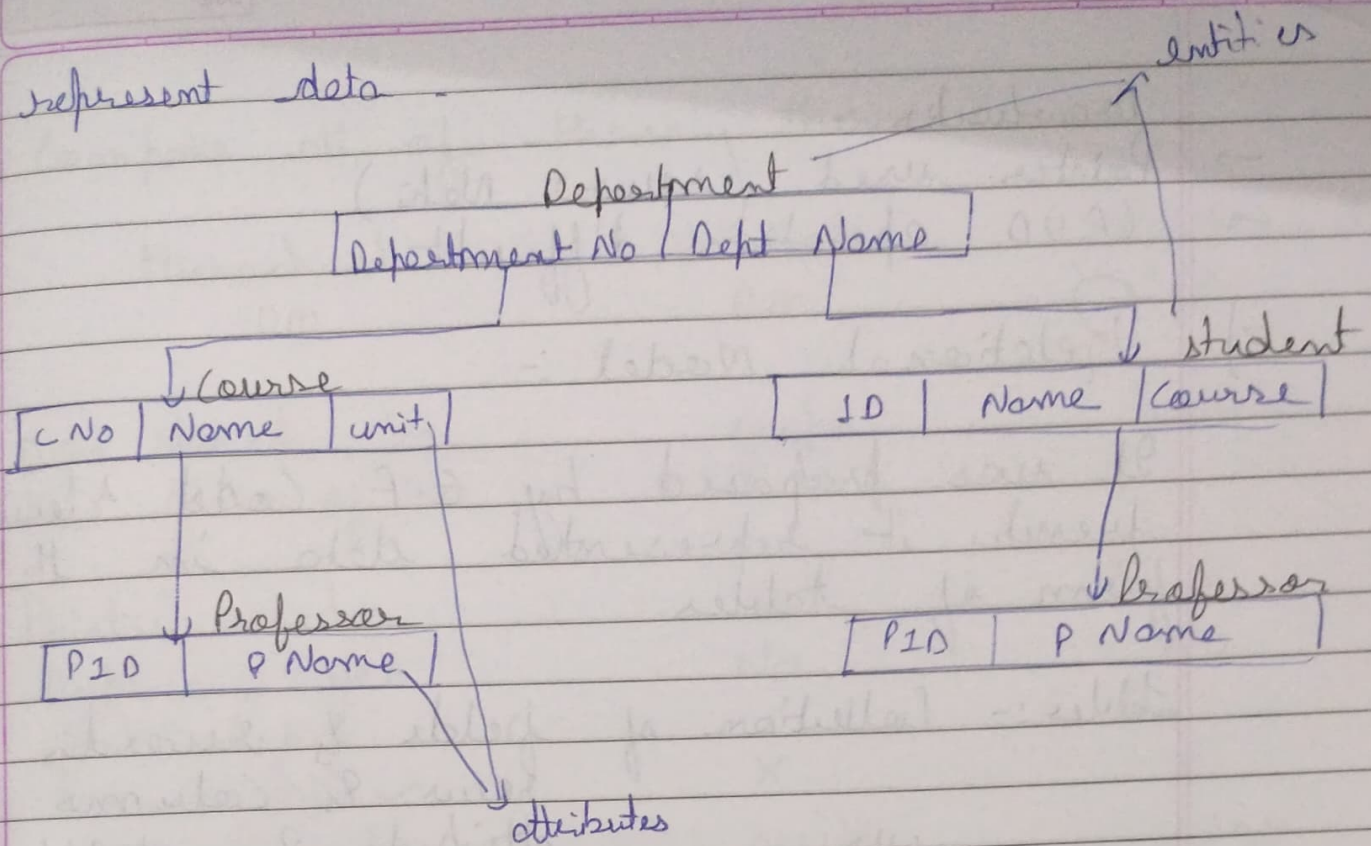 entities
represent data.
Department
Department No Dept Name
Course
student
C No Name unit
ID Name Course
Professor
Professor
PID P Name
PID P Name
attributes